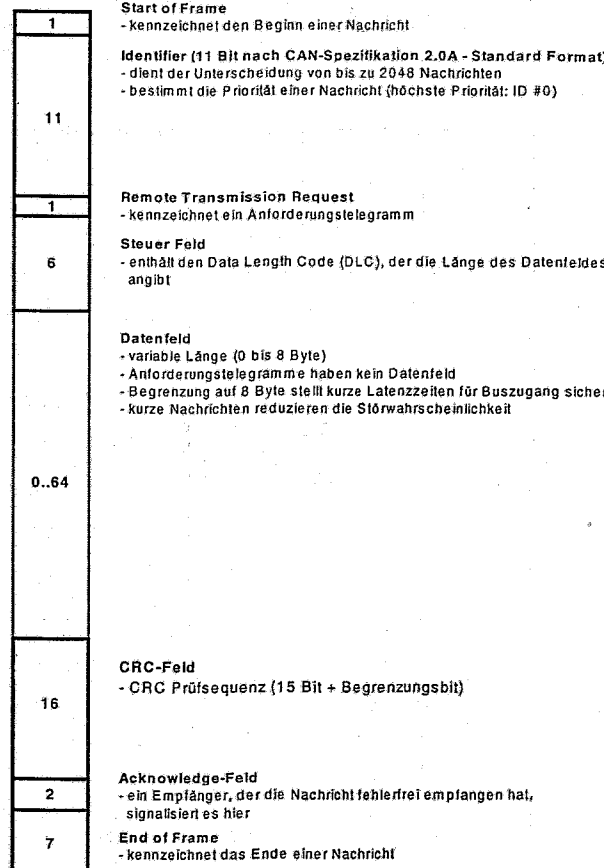 Start of Frame
1
- kennzeichnet den Beginn einer Nachricht
Identifier (11 Bit nach CAN-Spezifikation 2.0A - Standard Format)
- dient der Unterscheidung von bis zu 2048 Nachrichten
- bestimmt die Priorität einer Nachricht (höchste Priorität: ID #0)
11
Remote Transmission Request
1
- kennzeichnet ein Anforderungstelegramm
Steuer Feld
6
- enthält den Data Length Code (DLC), der die Länge des Datenfeldes
angibt
Datenfeld
- variable Länge (0 bis 8 Byte)
- Anforderungstelegramme haben kein Datenfeld
- Begrenzung auf 8 Byte stellt kurze Latenzzeiten für Buszugang sicher
- kurze Nachrichten reduzieren die Störwahrscheinlichkeit
0..64
CRC-Feld
- CRC Prüfsequenz (15 Bit + Begrenzungsbit)
16
Acknowledge-Feld
2
- ein Empfänger, der die Nachricht fehlerfrei empfangen hat,
signalisiert es hier
End of Frame
7
- kennzeichnet das Ende einer Nachricht